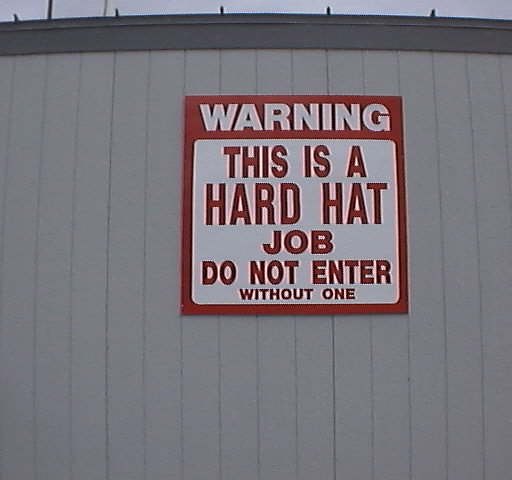 WARNING
THIS IS A
HARD HAT
JOB
DO NOT ENTER
WITHOUT ONE